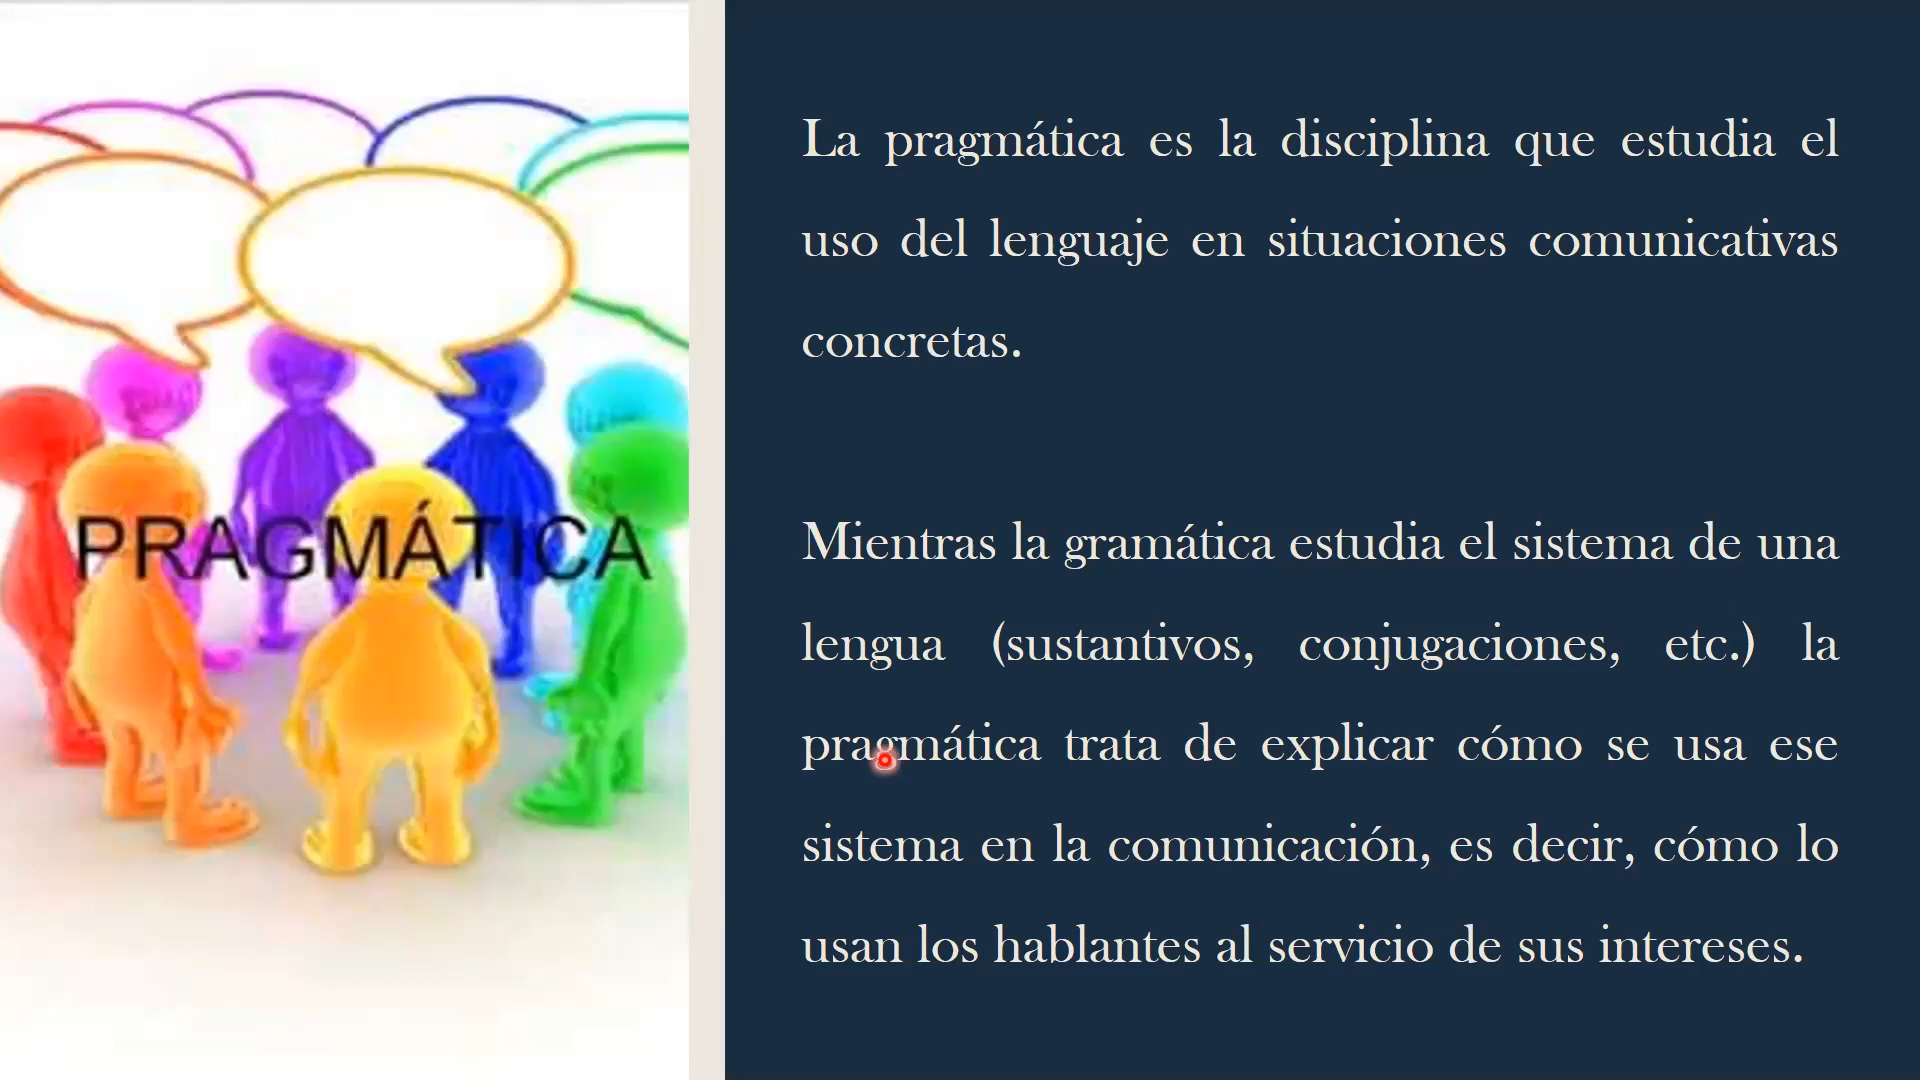 PRAGMÁTICA
La pragmática es la disciplina que estudia el
uso del lenguaje en situaciones comunicativas
concretas.
Mientras la gramática estudia el sistema de una
lengua (sustantivos, conjugaciones, etc.) la
pragmática trata de explicar cómo se usa ese
sistema en la comunicación, es decir, cómo lo
usan los hablantes al servicio de sus intereses.